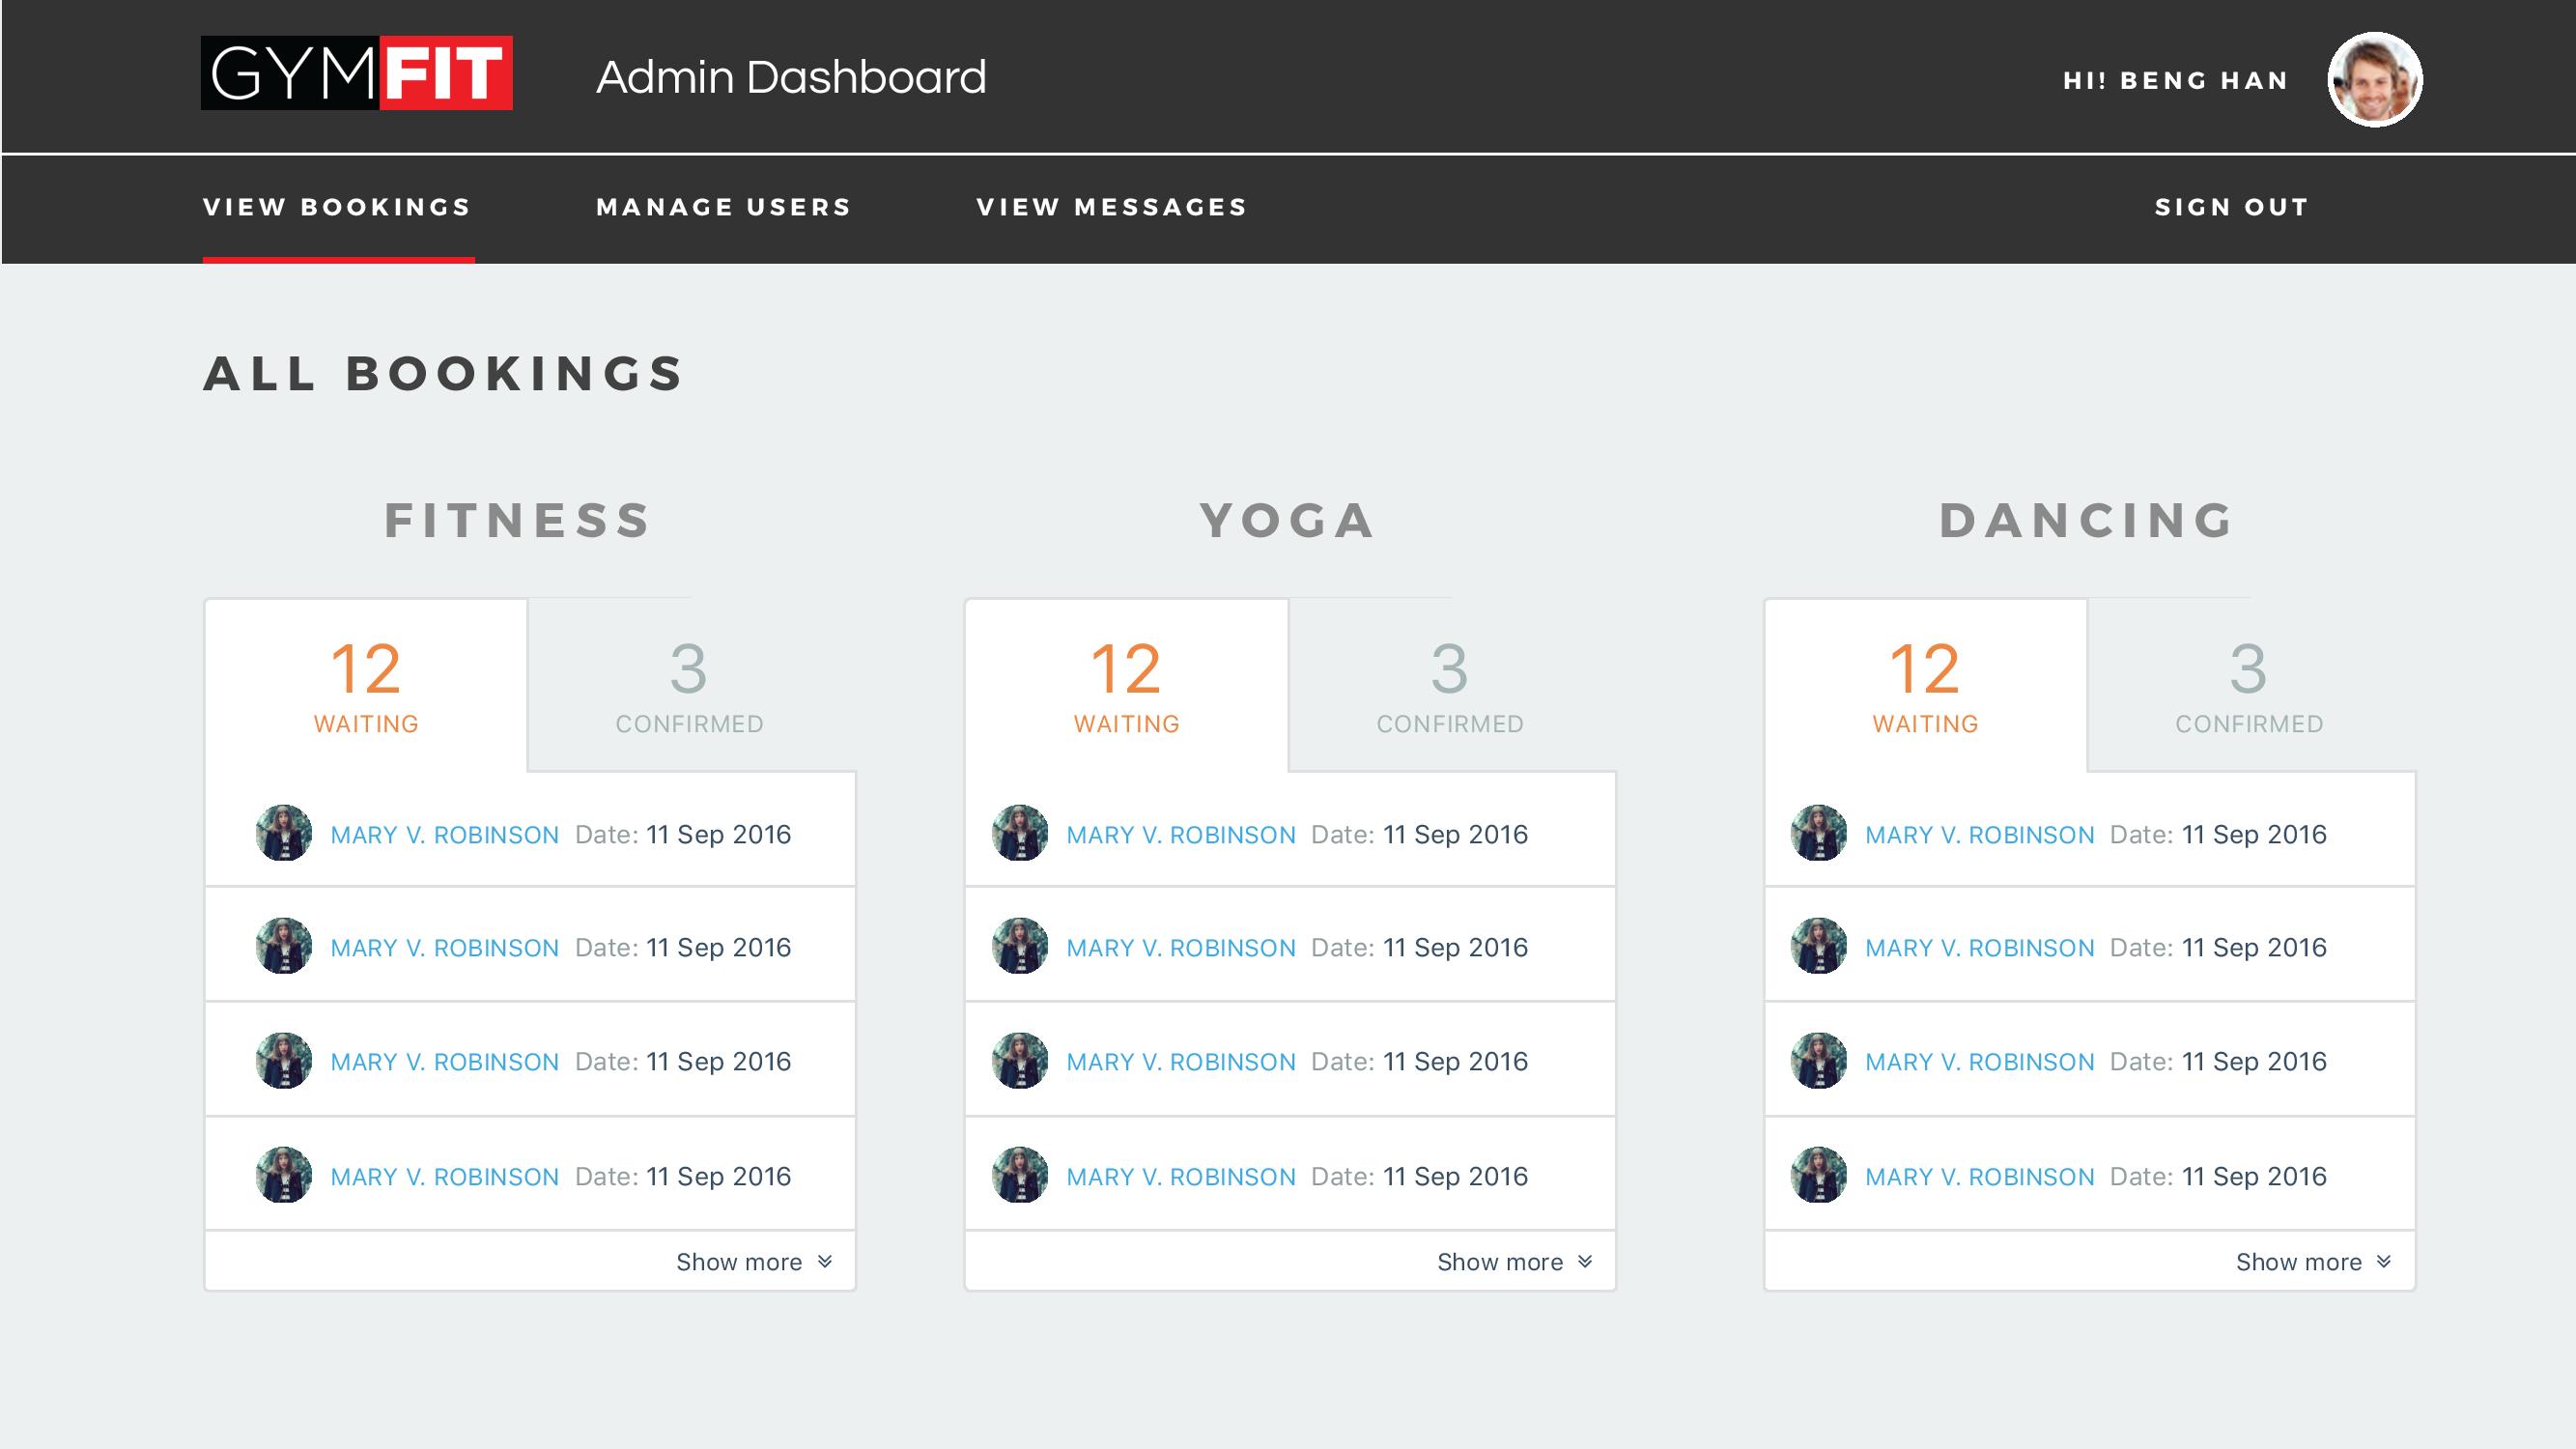 GYMFIT
Admin Dashboard
HI! BENG HAN
VIEW BOOKINGS
MANAGE USERS
VIEW MESSAGES
SIGN OUT
ALL BOOKINGS
FITNESS
12
WAITING
3
CONFIRMED
MARY V. ROBINSON Date: 11 Sep 2016
MARY V. ROBINSON Date: 11 Sep 2016
MARY V. ROBINSON Date: 11 Sep 2016
MARY V. ROBINSON Date: 11 Sep 2016
Show more
YOGA
12
WAITING
3
CONFIRMED
MARY V. ROBINSON Date: 11 Sep 2016
MARY V. ROBINSON Date: 11 Sep 2016
MARY V. ROBINSON Date: 11 Sep 2016
MARY V. ROBINSON Date: 11 Sep 2016
Show more
DANCING
12
WAITING
3
CONFIRMED
MARY V. ROBINSON Date: 11 Sep 2016
MARY V. ROBINSON Date: 11 Sep 2016
MARY V. ROBINSON Date: 11 Sep 2016
MARY V. ROBINSON Date: 11 Sep 2016
Show more